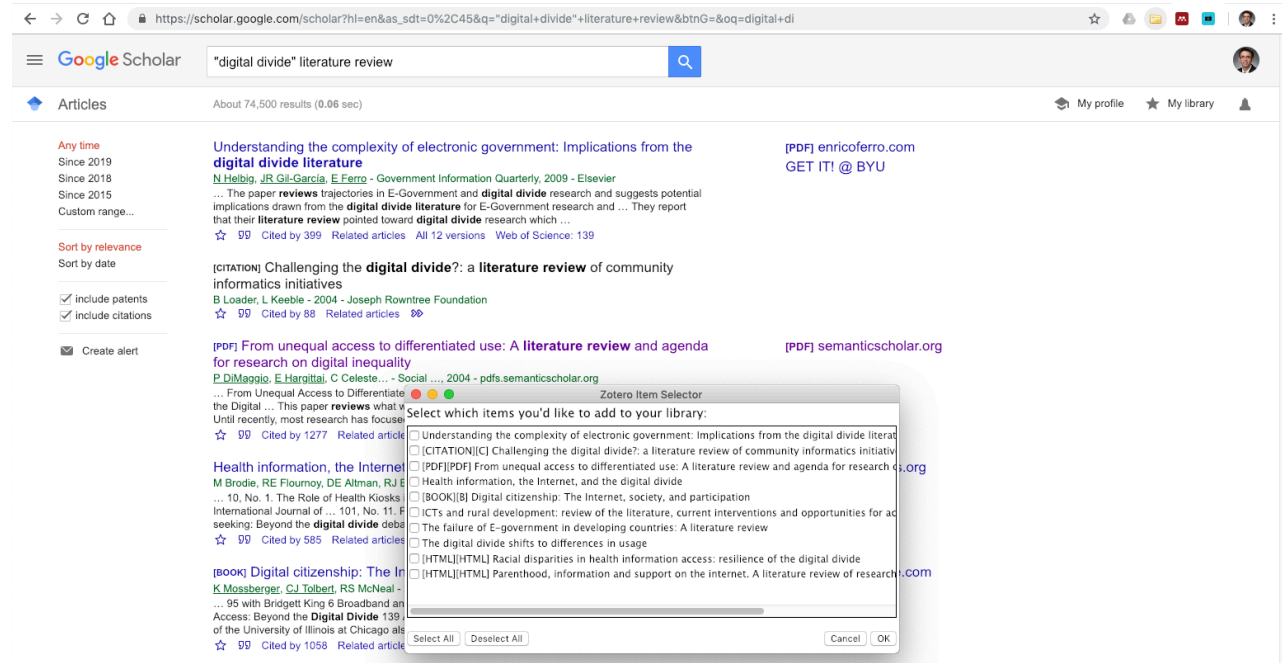 https://scholar.google.com/scholar?hl=en&as_sdt=0%2C45&q="digital+divide"+literature+review&btnG=&oq=digital+di
Google Scholar
"digital divide" literature review
Articles
About 74,500 results (0.06 sec)
My profile
My library
Any time
Since 2019
Since 2018
Since 2015
Custom range...
Sort by relevance
Sort by date
include patents
include citations
Create alert
Understanding the complexity of electronic government: Implications from the
digital divide literature
N Helbig, JR Gil-García, E Ferro - Government Information Quarterly, 2009 - Elsevier
... The paper reviews trajectories in E-Government and digital divide research and suggests potential
implications drawn from the digital divide literature for E-Government research and ... They report
that their literature review pointed toward digital divide research which ...
Cited by 399 Related articles All 12 versions Web of Science: 139
[PDF] enricoferro.com
GET IT! @ BYU
[CITATION] Challenging the digital divide?: a literature review of community
informatics initiatives
B Loader, L Keeble - 2004 - Joseph Rowntree Foundation
Cited by 88 Related articles
[PDF] From unequal access to differentiated use: A literature review and agenda
for research on digital inequality
P DiMaggio, E Hargittai, C Celeste... - Social ..., 2004 - pdfs.semanticscholar.org
... From Unequal Access to Differentiate
the Digital ... This paper reviews what w
Until recently, most research has focuse
Cited by 1277 Related article
[PDF] semanticscholar.org
Health information, the Internet
M Brodie, RE Flournoy, DE Altman, RJ
... 10, No. 1. The Role of Health Kiosks
International Journal of ... 101, No. 11. F
seeking: Beyond the digital divide deba
Cited by 585 Related articles
s.org
[BOOK] Digital citizenship: The In
K Mossberger, CJ Tolbert, RS McNeal -
... 95 with Bridgett King 6 Broadband an
Access: Beyond the Digital Divide 139
of the University of Illinois at Chicago als
Cited by 1058 Related article
.com
Zotero Item Selector
Select which items you'd like to add to your library:
Understanding the complexity of electronic government: Implications from the digital divide literat
[CITATION][C] Challenging the digital divide?: a literature review of community informatics initiativ
[PDF][PDF] From unequal access to differentiated use: A literature review and agenda for research
Health information, the Internet, and the digital divide
[BOOK][B] Digital citizenship: The Internet, society, and participation
ICTs and rural development: review of the literature, current interventions and opportunities for ac
The failure of E-government in developing countries: A literature review
The digital divide shifts to differences in usage
[HTML][HTML] Racial disparities in health information access: resilience of the digital divide
[HTML][HTML] Parenthood, information and support on the internet. A literature review of research
Select All
Deselect All
Cancel
OK